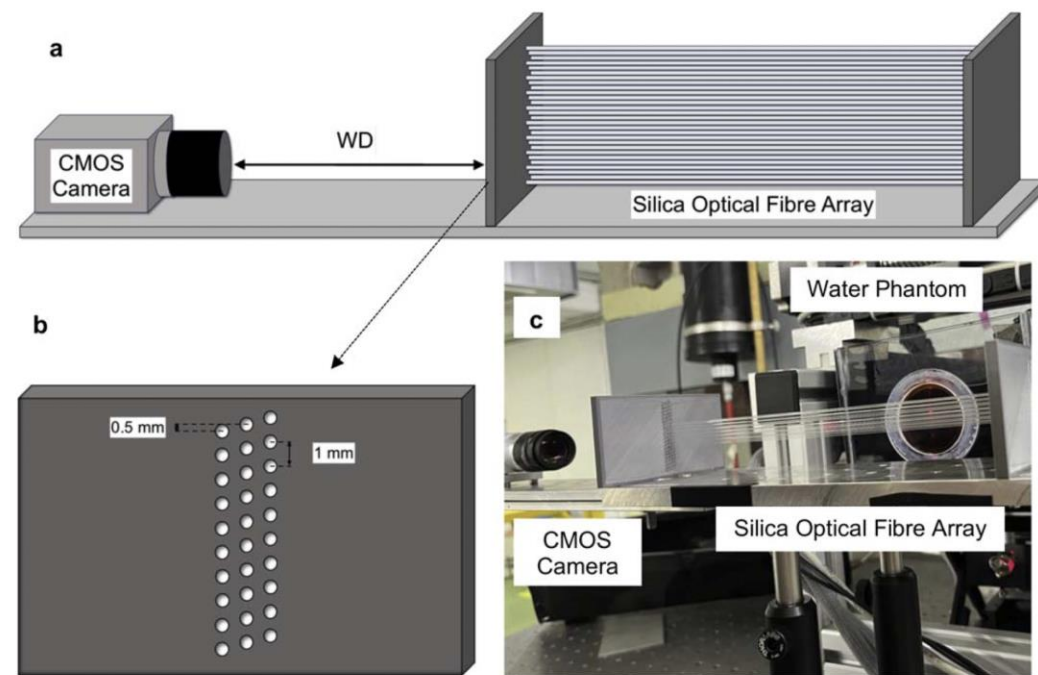 a
WD
CMOS
Camera
Silica Optical Fibre Array
b
0.5 mm
1 mm
c
Water Phantom
CMOS
Camera
Silica Optical Fibre Array